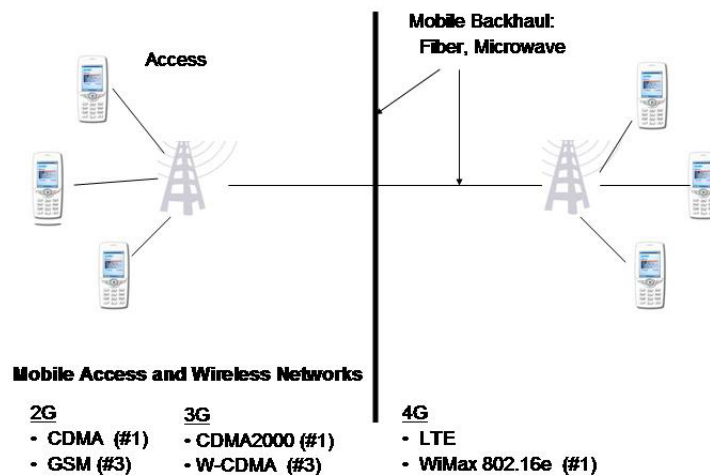 Mobile Backhaul:
Fiber, Microwave
Access
Mobile Access and Wireless Networks
2G
• CDMA (#1)
• GSM (#3)
3G
• CDMA2000 (#1)
• W-CDMA (#3)
4G
• LTE
• WiMax 802.16e (#1)